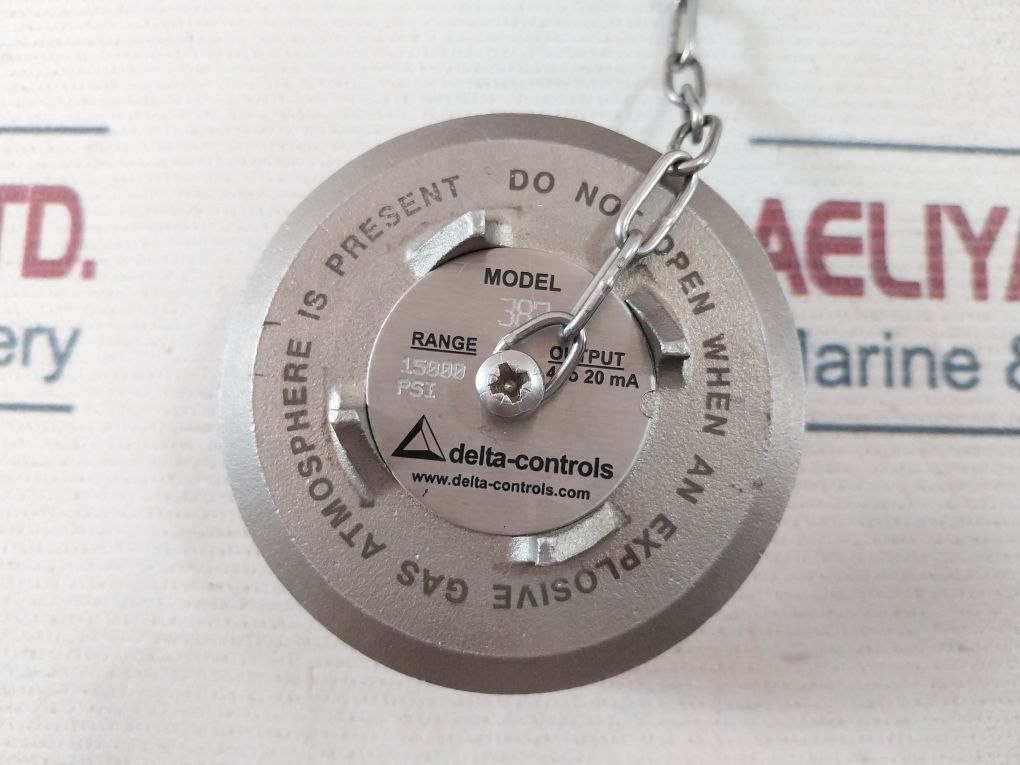 DO NOT OPEN WHEN AN EXPLOSIVE GAS ATMOSPHERE IS PRESENT
MODEL
387
RANGE
15000
PSI
OUTPUT
4 to 20 mA
delta-controls
www.delta-controls.com
TD.
ery
AELIYA
Marine &